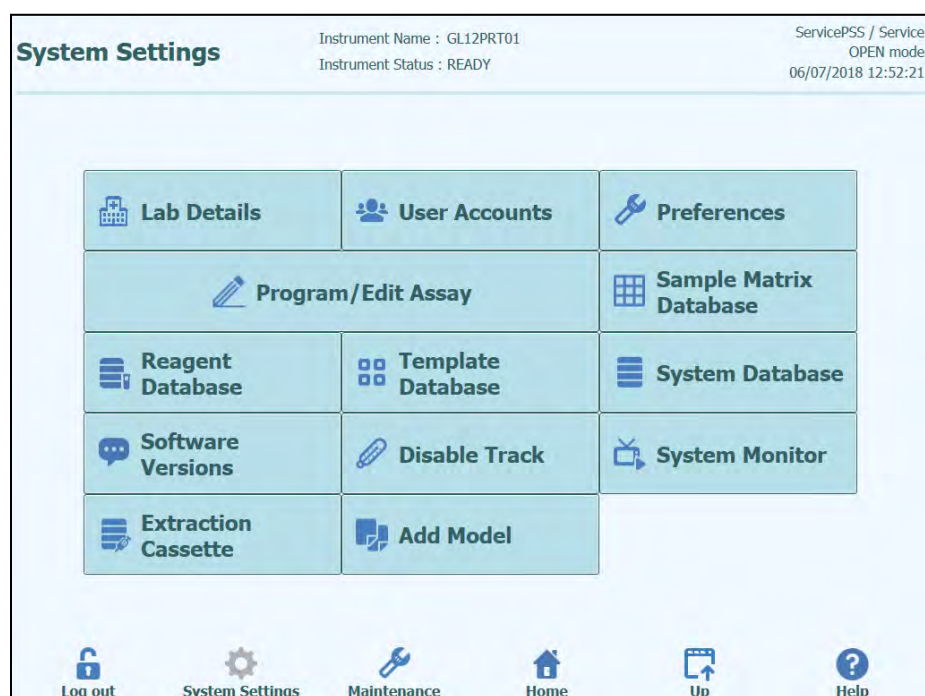 System Settings
Instrument Name : GL12PRT01
Instrument Status : READY
ServicePSS / Service
OPEN mode
06/07/2018 12:52:21
Lab Details
User Accounts
Preferences
Program/Edit Assay
Sample Matrix
Database
Reagent
Database
Template
Database
System Database
Software
Versions
Disable Track
System Monitor
Extraction
Cassette
Add Model
Log out
System Settings
Maintenance
Home
Up
Help